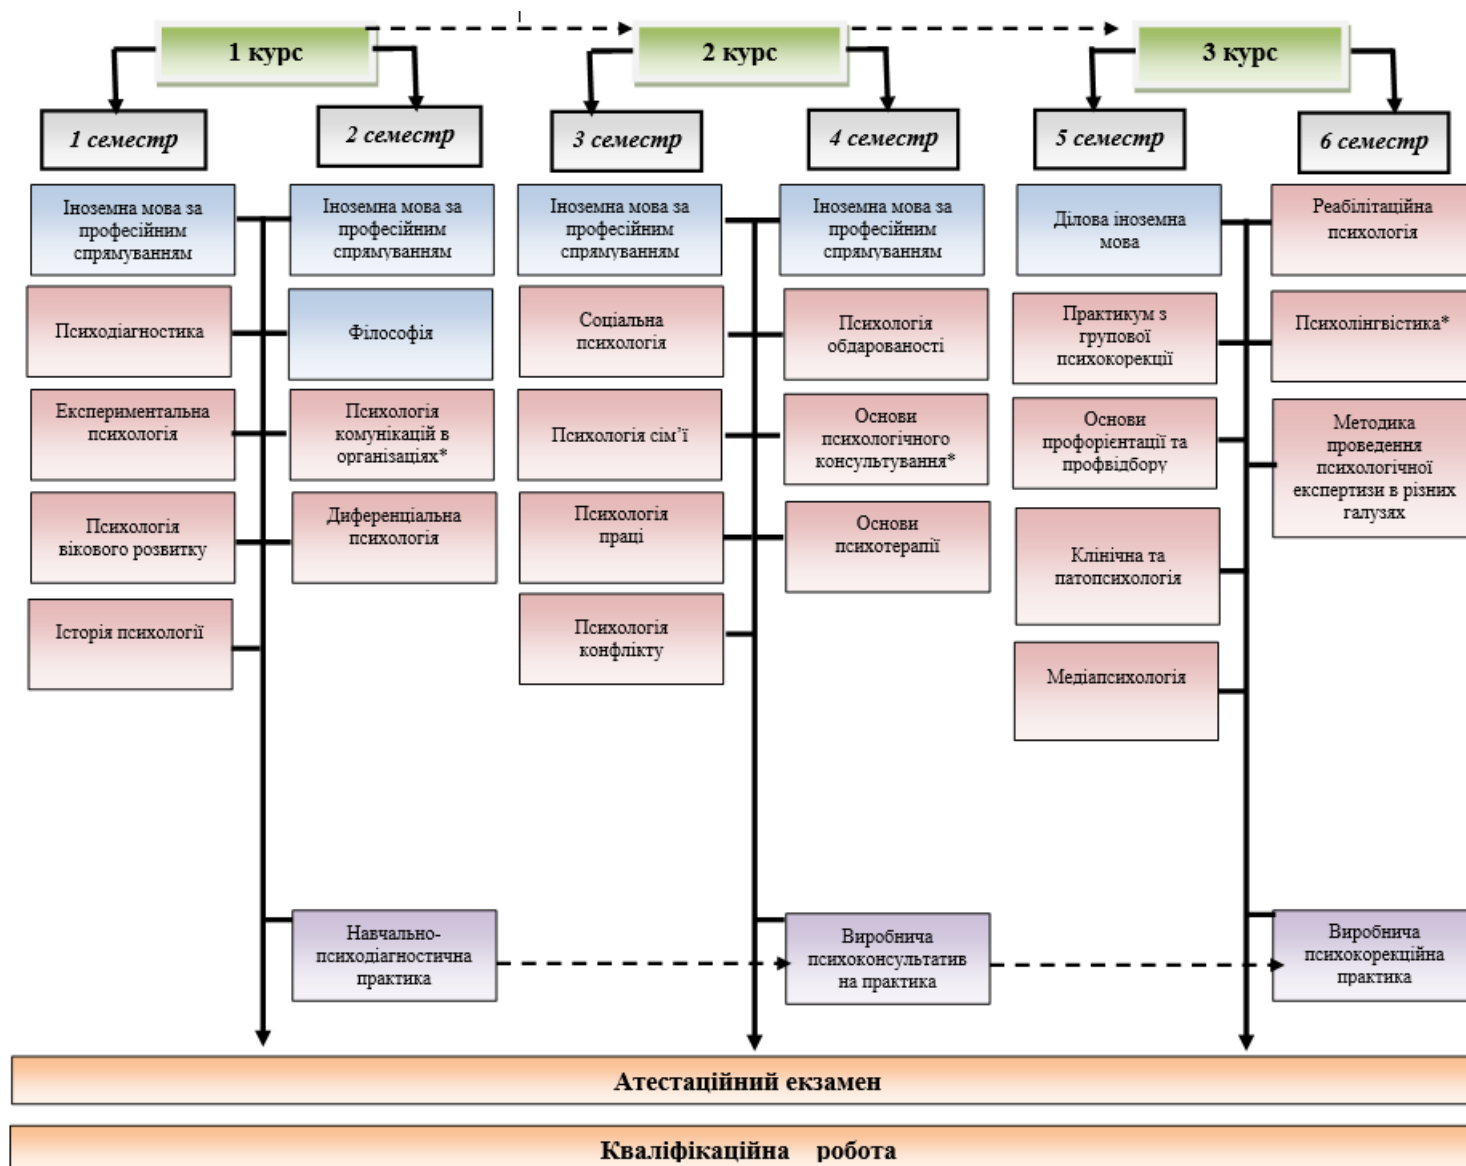 1 курс
2 курс
3 курс
1 семестр
2 семестр
3 семестр
4 семестр
5 семестр
6 семестр
Іноземна мова за
професійним
спрямуванням
Іноземна мова за
професійним
спрямуванням
Іноземна мова за
професійним
спрямуванням
Іноземна мова за
професійним
спрямуванням
Ділова іноземна
мова
Реабілітаційна
психологія
Психодіагностика
Філософія
Соціальна
психологія
Психологія
обдарованості
Практикум з
групової
психокорекції
Психолінгвістика*
Експериментальна
психологія
Психологія
комунікацій в
організаціях*
Психологія сім’ї
Основи
психологічного
консультування*
Основи
профорієнтації та
профвідбору
Методика
проведення
психологічної
експертизи в різних
галузях
Психологія
вікового розвитку
Диференціальна
психологія
Психологія
праці
Основи
психотерапії
Клінічна та
патопсихологія
Історія психології
Психологія
конфлікту
Медіапсихологія
Навчально-
психодіагностична
практика
Виробнича
психоконсультатив
на практика
Виробнича
психокорекційна
практика
Атестаційний екзамен
Кваліфікаційна робота